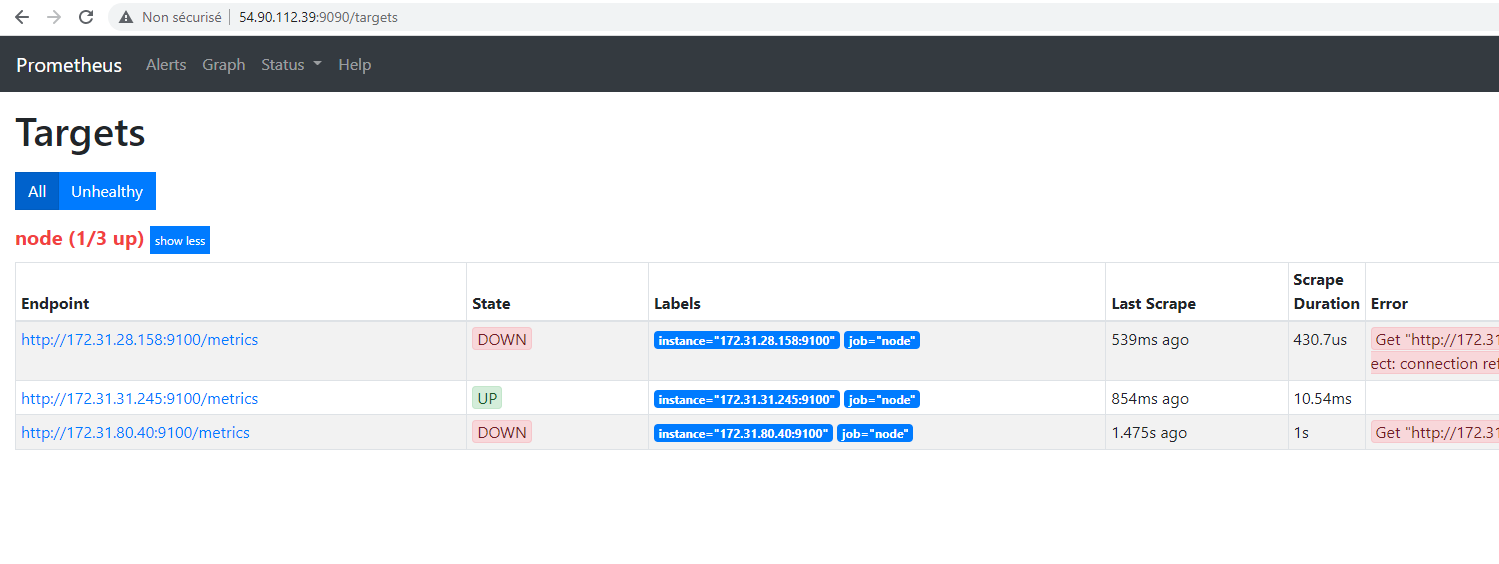 Non sécurisé | 54.90.112.39:9090/targets
Prometheus Alerts Graph Status Help
Targets
All Unhealthy
node (1/3 up) show less
Endpoint State Labels Last Scrape Scrape Duration Error
http://172.31.28.158:9100/metrics DOWN instance="172.31.28.158:9100" job="node" 539ms ago 430.7us Get "http://172.31
ect: connection ref
http://172.31.31.245:9100/metrics UP instance="172.31.31.245:9100" job="node" 854ms ago 10.54ms
http://172.31.80.40:9100/metrics DOWN instance="172.31.80.40:9100" job="node" 1.475s ago 1s Get "http://172.31